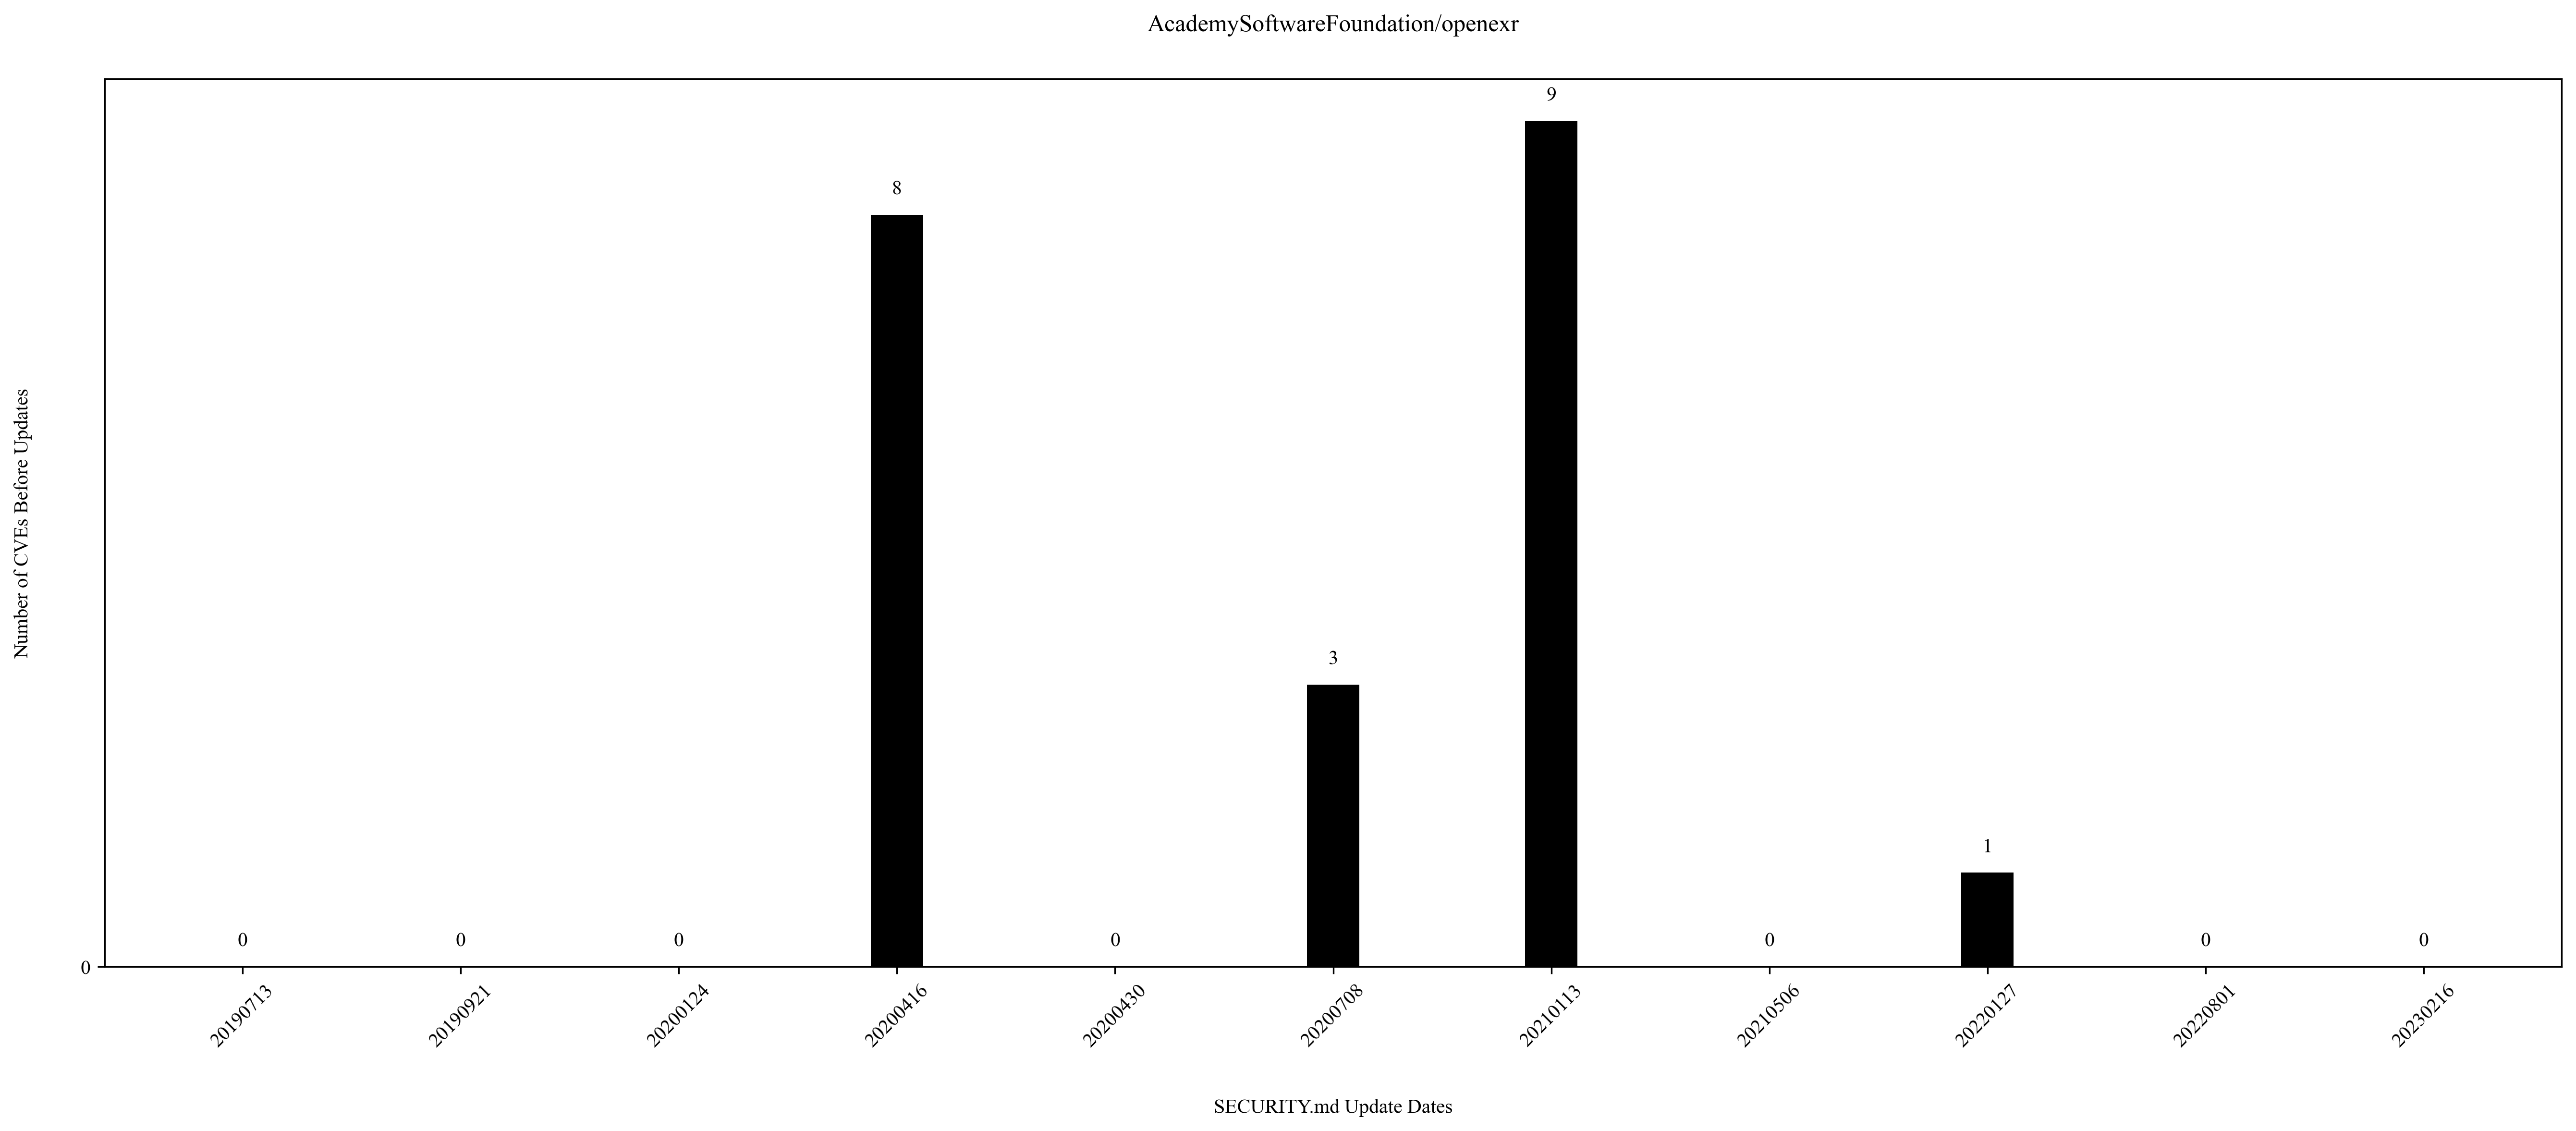 AcademySoftwareFoundation/openexr
Number of CVEs Before Updates
9
8
3
1
0 0 0 0 0 0 0
0
20190713 20190921 20200124 20200416 20200430 20200708 20210113 20210506 20220127 20220801 20230216
SECURITY.md Update Dates